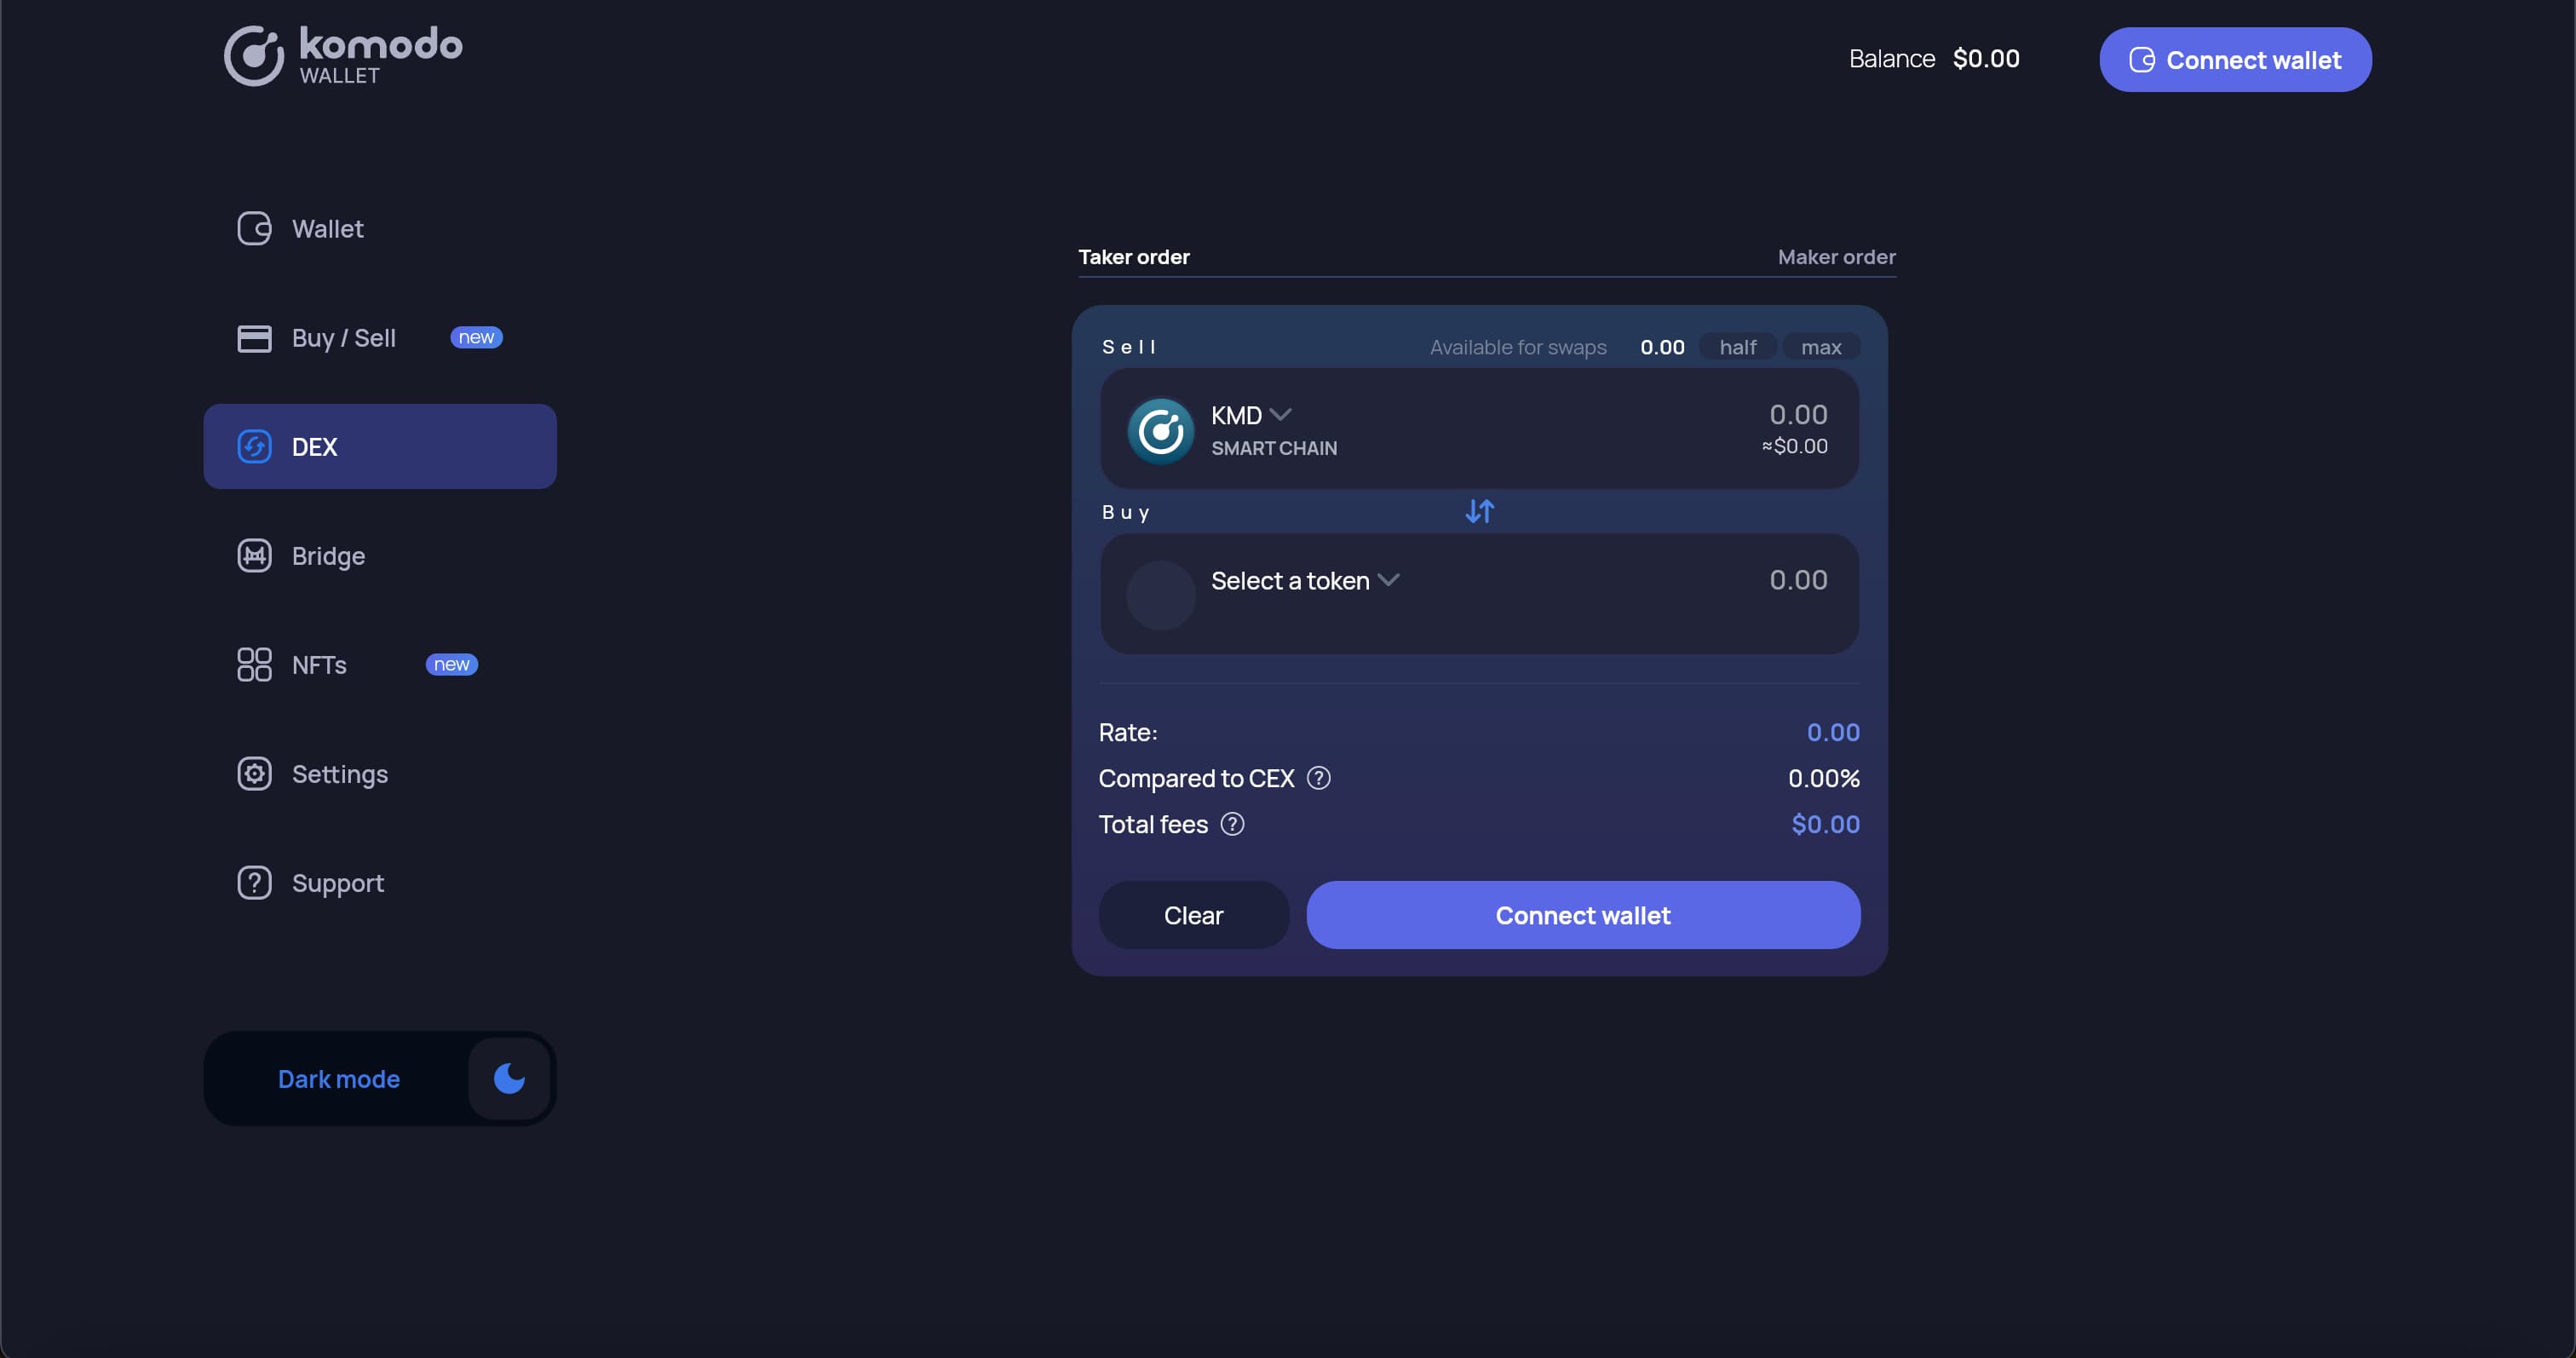 komodo
WALLET
Balance $0.00
Connect wallet
Wallet
Buy / Sell new
DEX
Bridge
NFTs new
Settings
Support
Dark mode
Taker order Maker order
Sell Available for swaps 0.00 half max
KMD 0.00
SMART CHAIN ≈$0.00
Buy
Select a token 0.00
Rate: 0.00
Compared to CEX ? 0.00%
Total fees ? $0.00
Clear Connect wallet